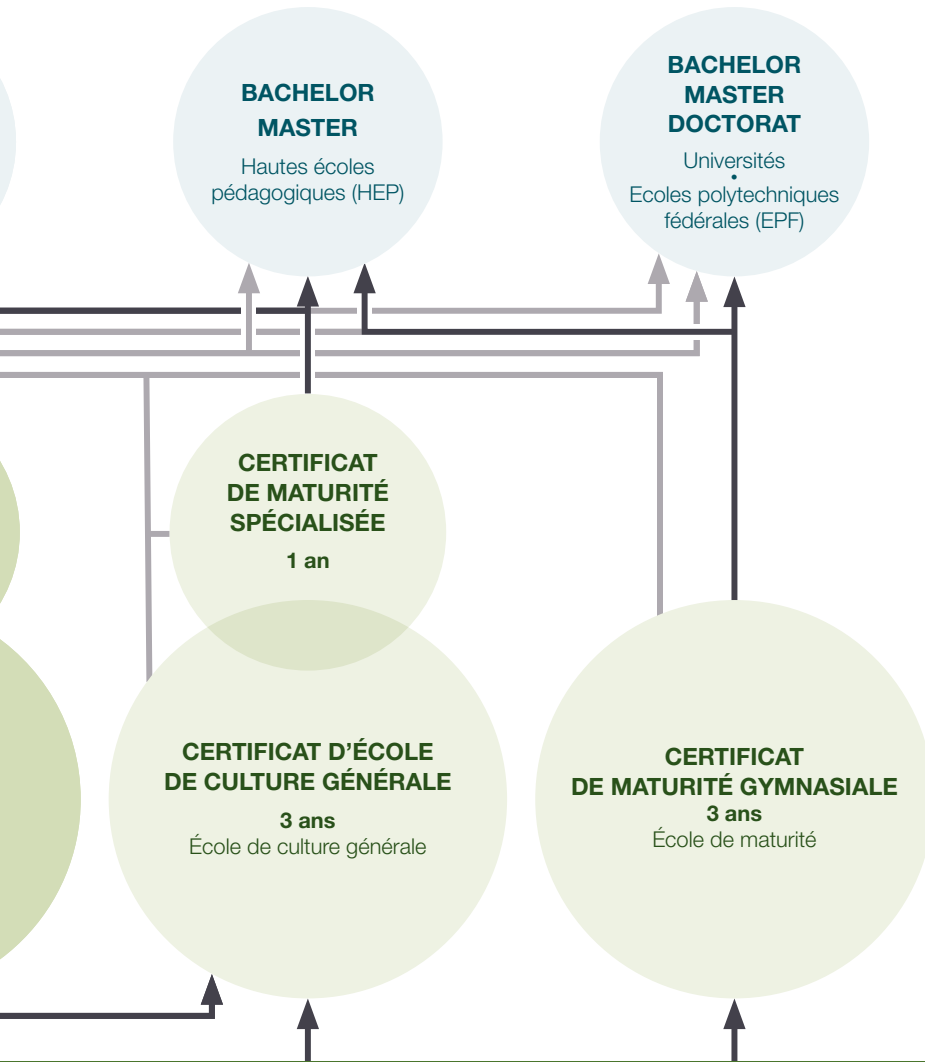 BACHELOR
MASTER
Hautes écoles
pédagogiques (HEP)
BACHELOR
MASTER
DOCTORAT
Universités
•
Ecoles polytechniques
fédérales (EPF)
CERTIFICAT
DE MATURITÉ
SPÉCIALISÉE
1 an
CERTIFICAT D’ÉCOLE
DE CULTURE GÉNÉRALE
3 ans
École de culture générale
CERTIFICAT
DE MATURITÉ GYMNASIALE
3 ans
École de maturité